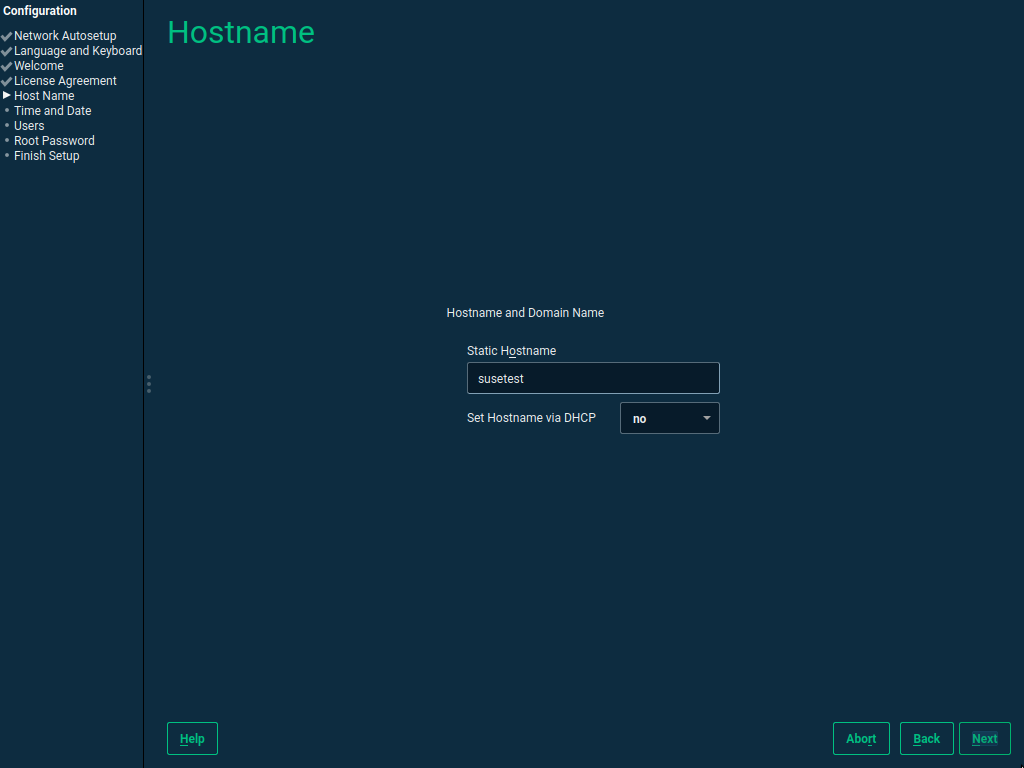 Configuration
Network Autosetup
Language and Keyboard
Welcome
License Agreement
Host Name
Time and Date
Users
Root Password
Finish Setup
Hostname
Hostname and Domain Name
Static Hostname
susetest
Set Hostname via DHCP no
Help Abort Back Next